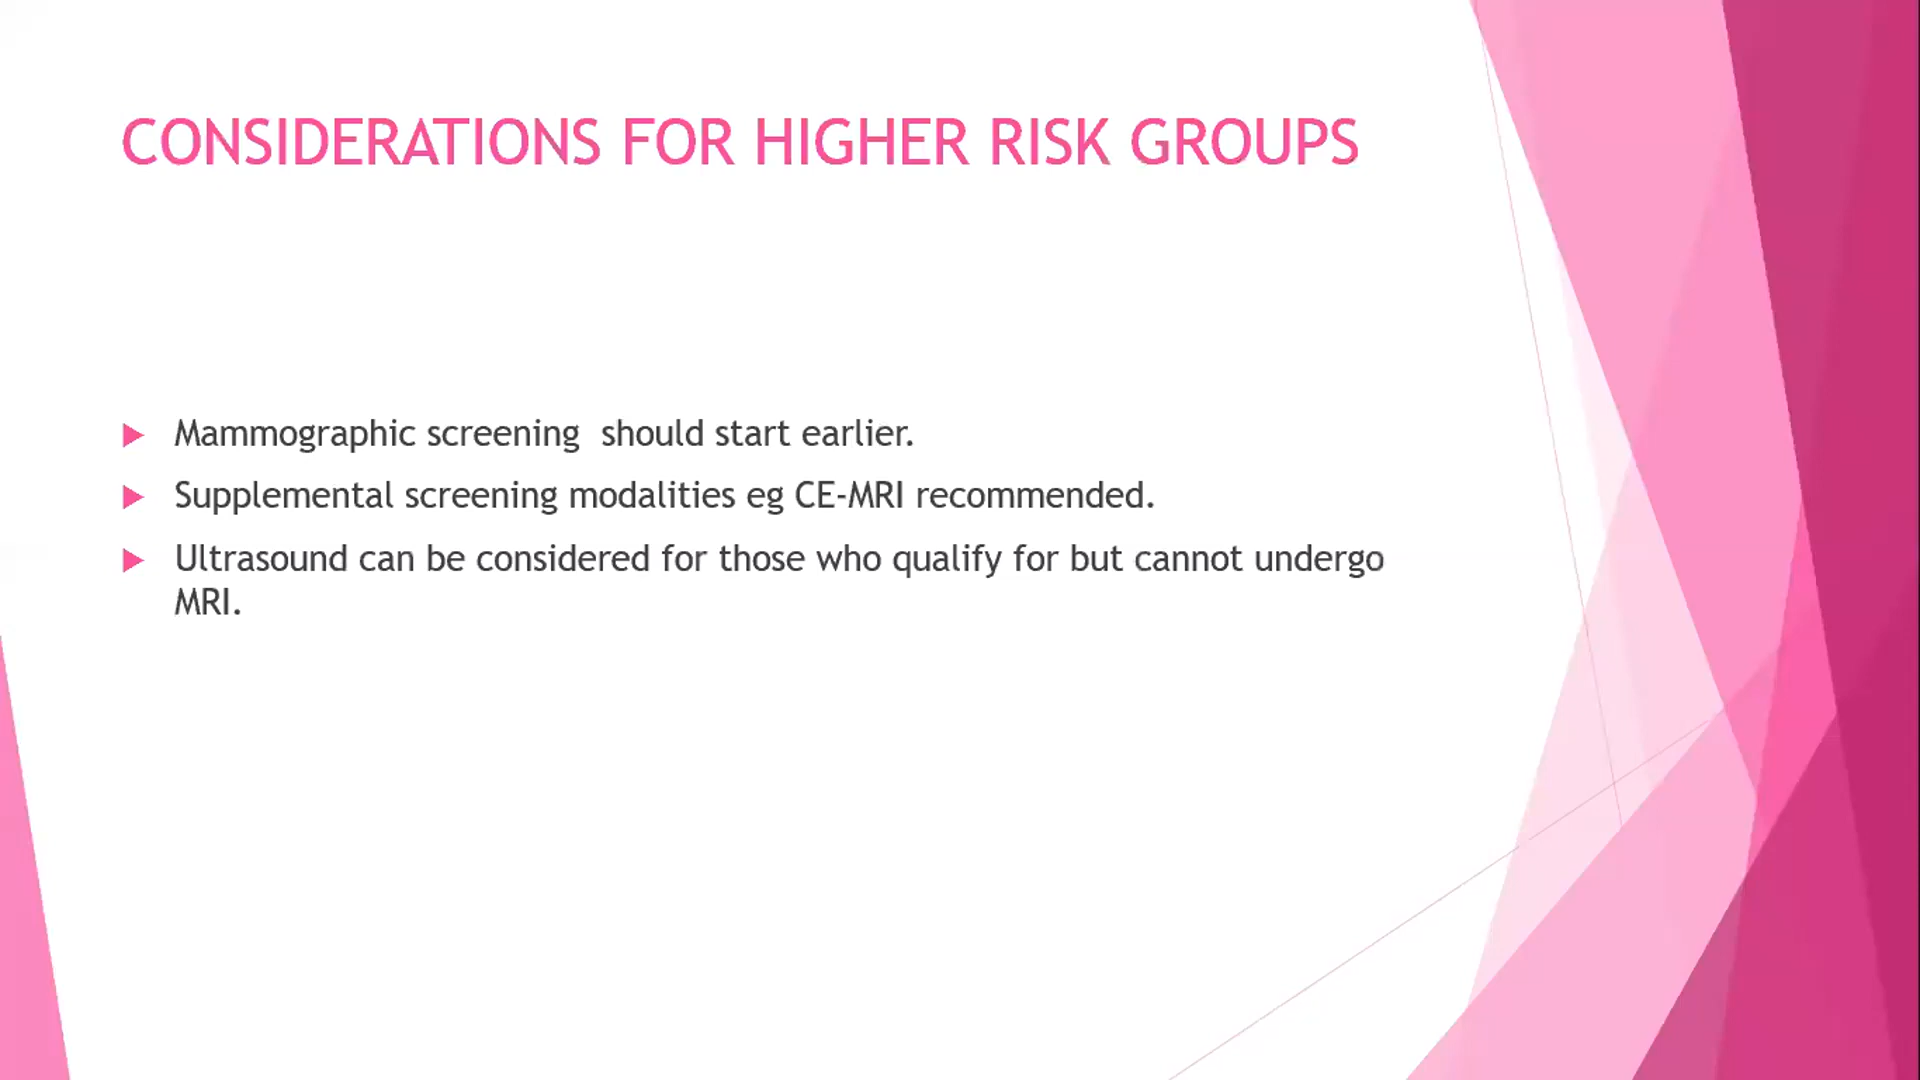 CONSIDERATIONS FOR HIGHER RISK GROUPS
Mammographic screening  should start earlier.
Supplemental screening modalities eg CE-MRI recommended.
Ultrasound can be considered for those who qualify for but cannot undergo
MRI.